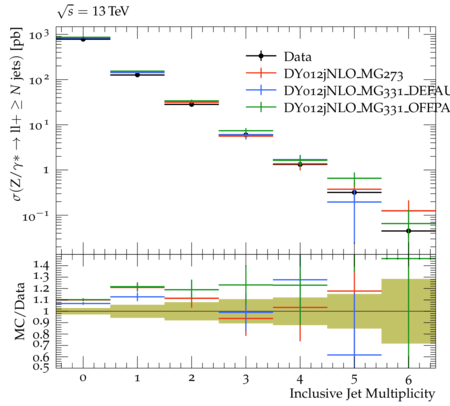 √s = 13 TeV
σ(Z/γ* → ll+ ≥ N jets) [pb]
10³
10²
10¹
1
10⁻¹
Data
DY012jNLO_MG273
DY012jNLO_MG331_DEFAU
DY012jNLO_MG331_OFFPA
MC/Data
1.4
1.3
1.2
1.1
1
0.9
0.8
0.7
0.6
0.5
0 1 2 3 4 5 6
Inclusive Jet Multiplicity